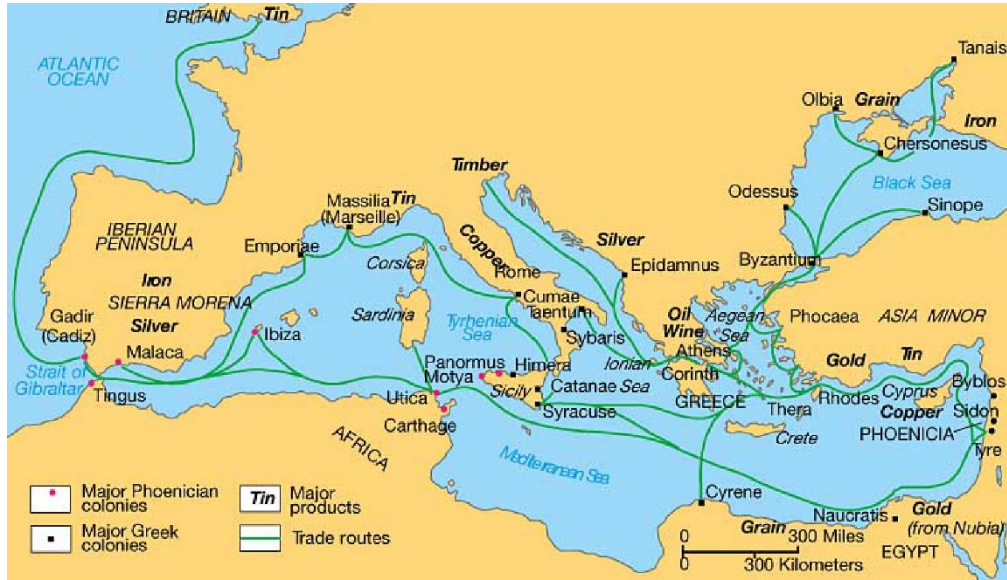 BRITAIN
Tin
ATLANTIC
OCEAN
Tanais
Olbia
Grain
Iron
Chersonesus
Timber
Black Sea
Odessus
Sinope
Massilia
(Marseille)
Tin
IBERIAN
PENINSULA
Emporiae
Corsica
Copper
Silver
Rome
Epidamnus
Byzantium
Iron
SIERRA MORENA
Silver
Gadir
(Cadiz)
Malaca
Ibiza
Sardinia
Cumae
Taentum
Tyrhenian
Sea
Sybaris
Oil
Wine
Aegean
Sea
Phocaea
ASIA MINOR
Strait of
Gibraltar
Tingus
Panormus
Motya
Himera
Ionian
Athens
Corinth
Gold
Tin
Utica
Sicily
Catanae
Sea
Syracuse
GREECE
Thera
Rhodes
Cyprus
Copper
Byblos
Sidon
PHOENICIA
Tyre
Carthage
AFRICA
Crete
Mediterranean Sea
Cyrene
Naucratis
Gold
(from Nubia)
Grain
EGYPT
Major Phoenician
colonies
Tin
Major
products
Major Greek
colonies
Trade routes
0
300 Miles
0
300 Kilometers